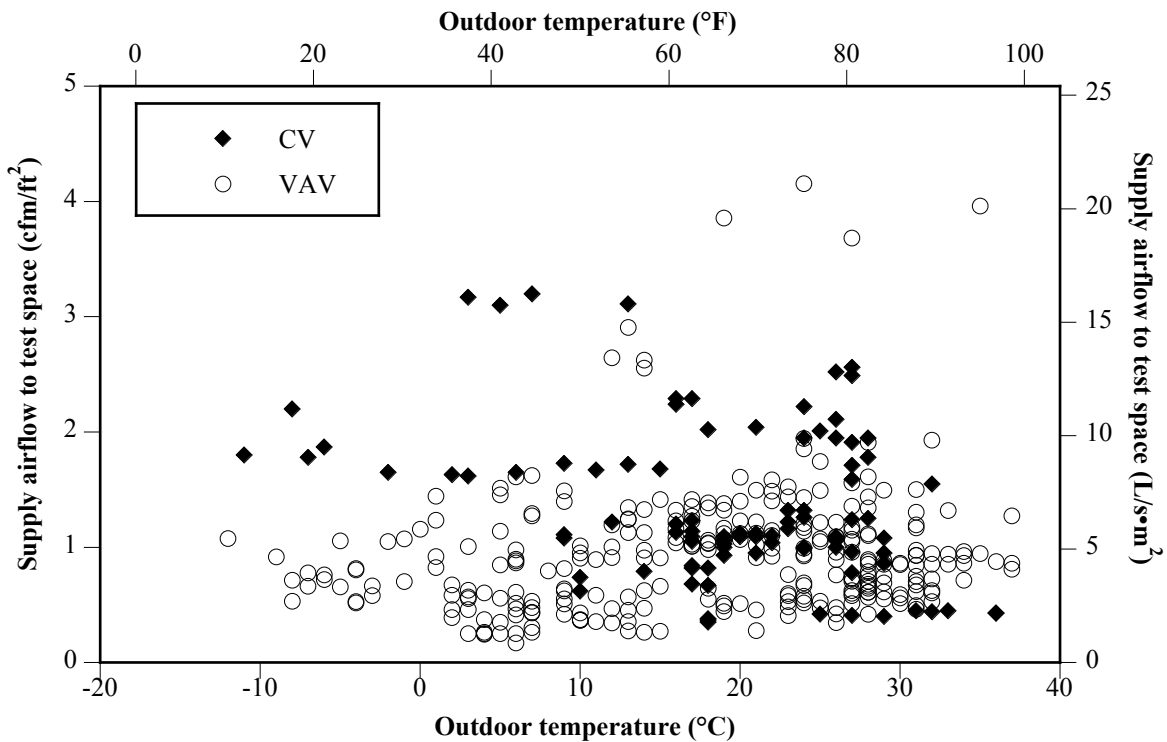 Outdoor temperature (°F)
0 20 40 60 80 100
5
4
3
2
1
0
Supply airflow to test space (cfm/ft²)
CV
VAV
25
20
15
10
5
0
Supply airflow to test space (L/s•m²)
-20 -10 0 10 20 30 40
Outdoor temperature (°C)